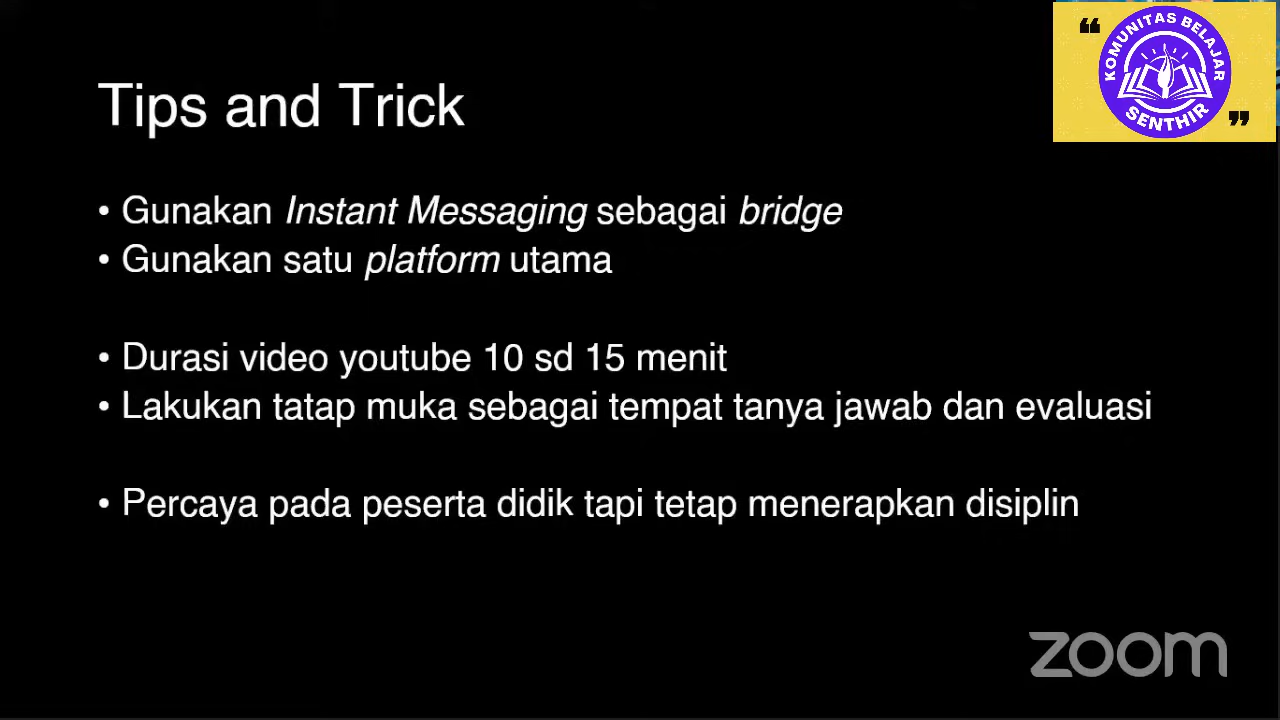 Tips and Trick
• Gunakan Instant Messaging sebagai bridge
• Gunakan satu platform utama
• Durasi video youtube 10 sd 15 menit
• Lakukan tatap muka sebagai tempat tanya jawab dan evaluasi
• Percaya pada peserta didik tapi tetap menerapkan disiplin
“
KOMUNITAS BELAJAR
SENTHIR
”
zoom